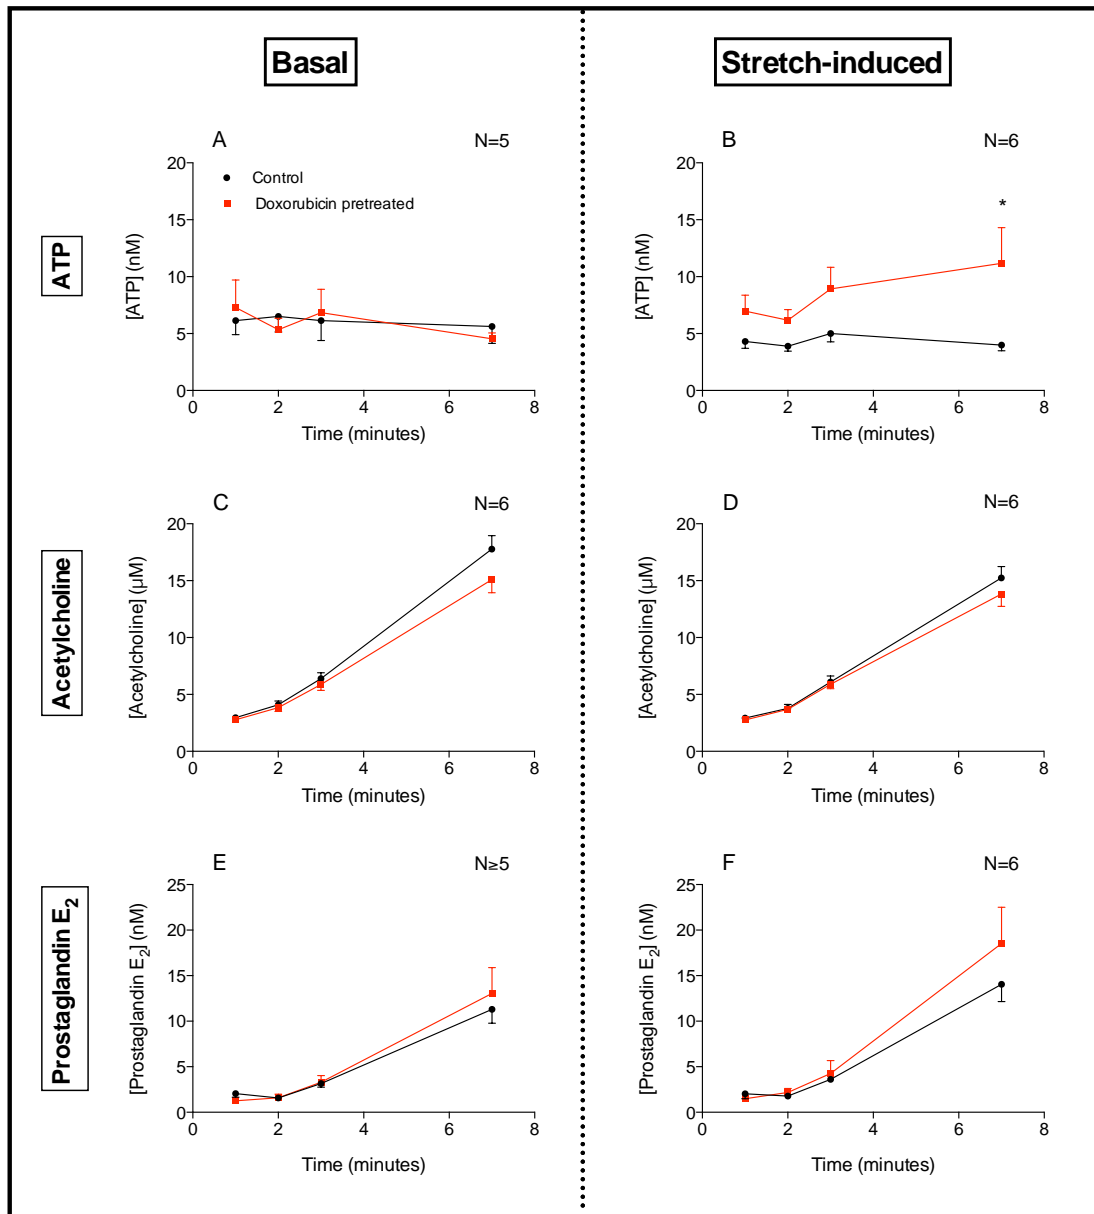 Basal
Stretch-induced
ATP
A
N=5
20
15
10
5
0
[ATP] (nM)
Control
Doxorubicin pretreated
0 2 4 6 8
Time (minutes)
B
N=6
20
15
10
5
0
[ATP] (nM)
*
0 2 4 6 8
Time (minutes)
Acetylcholine
C
N=6
20
15
10
5
0
[Acetylcholine] (µM)
0 2 4 6 8
Time (minutes)
D
N=6
20
15
10
5
0
[Acetylcholine] (µM)
0 2 4 6 8
Time (minutes)
Prostaglandin E₂
E
N≥5
25
20
15
10
5
0
[Prostaglandin E₂] (nM)
0 2 4 6 8
Time (minutes)
F
N=6
25
20
15
10
5
0
[Prostaglandin E₂] (nM)
0 2 4 6 8
Time (minutes)